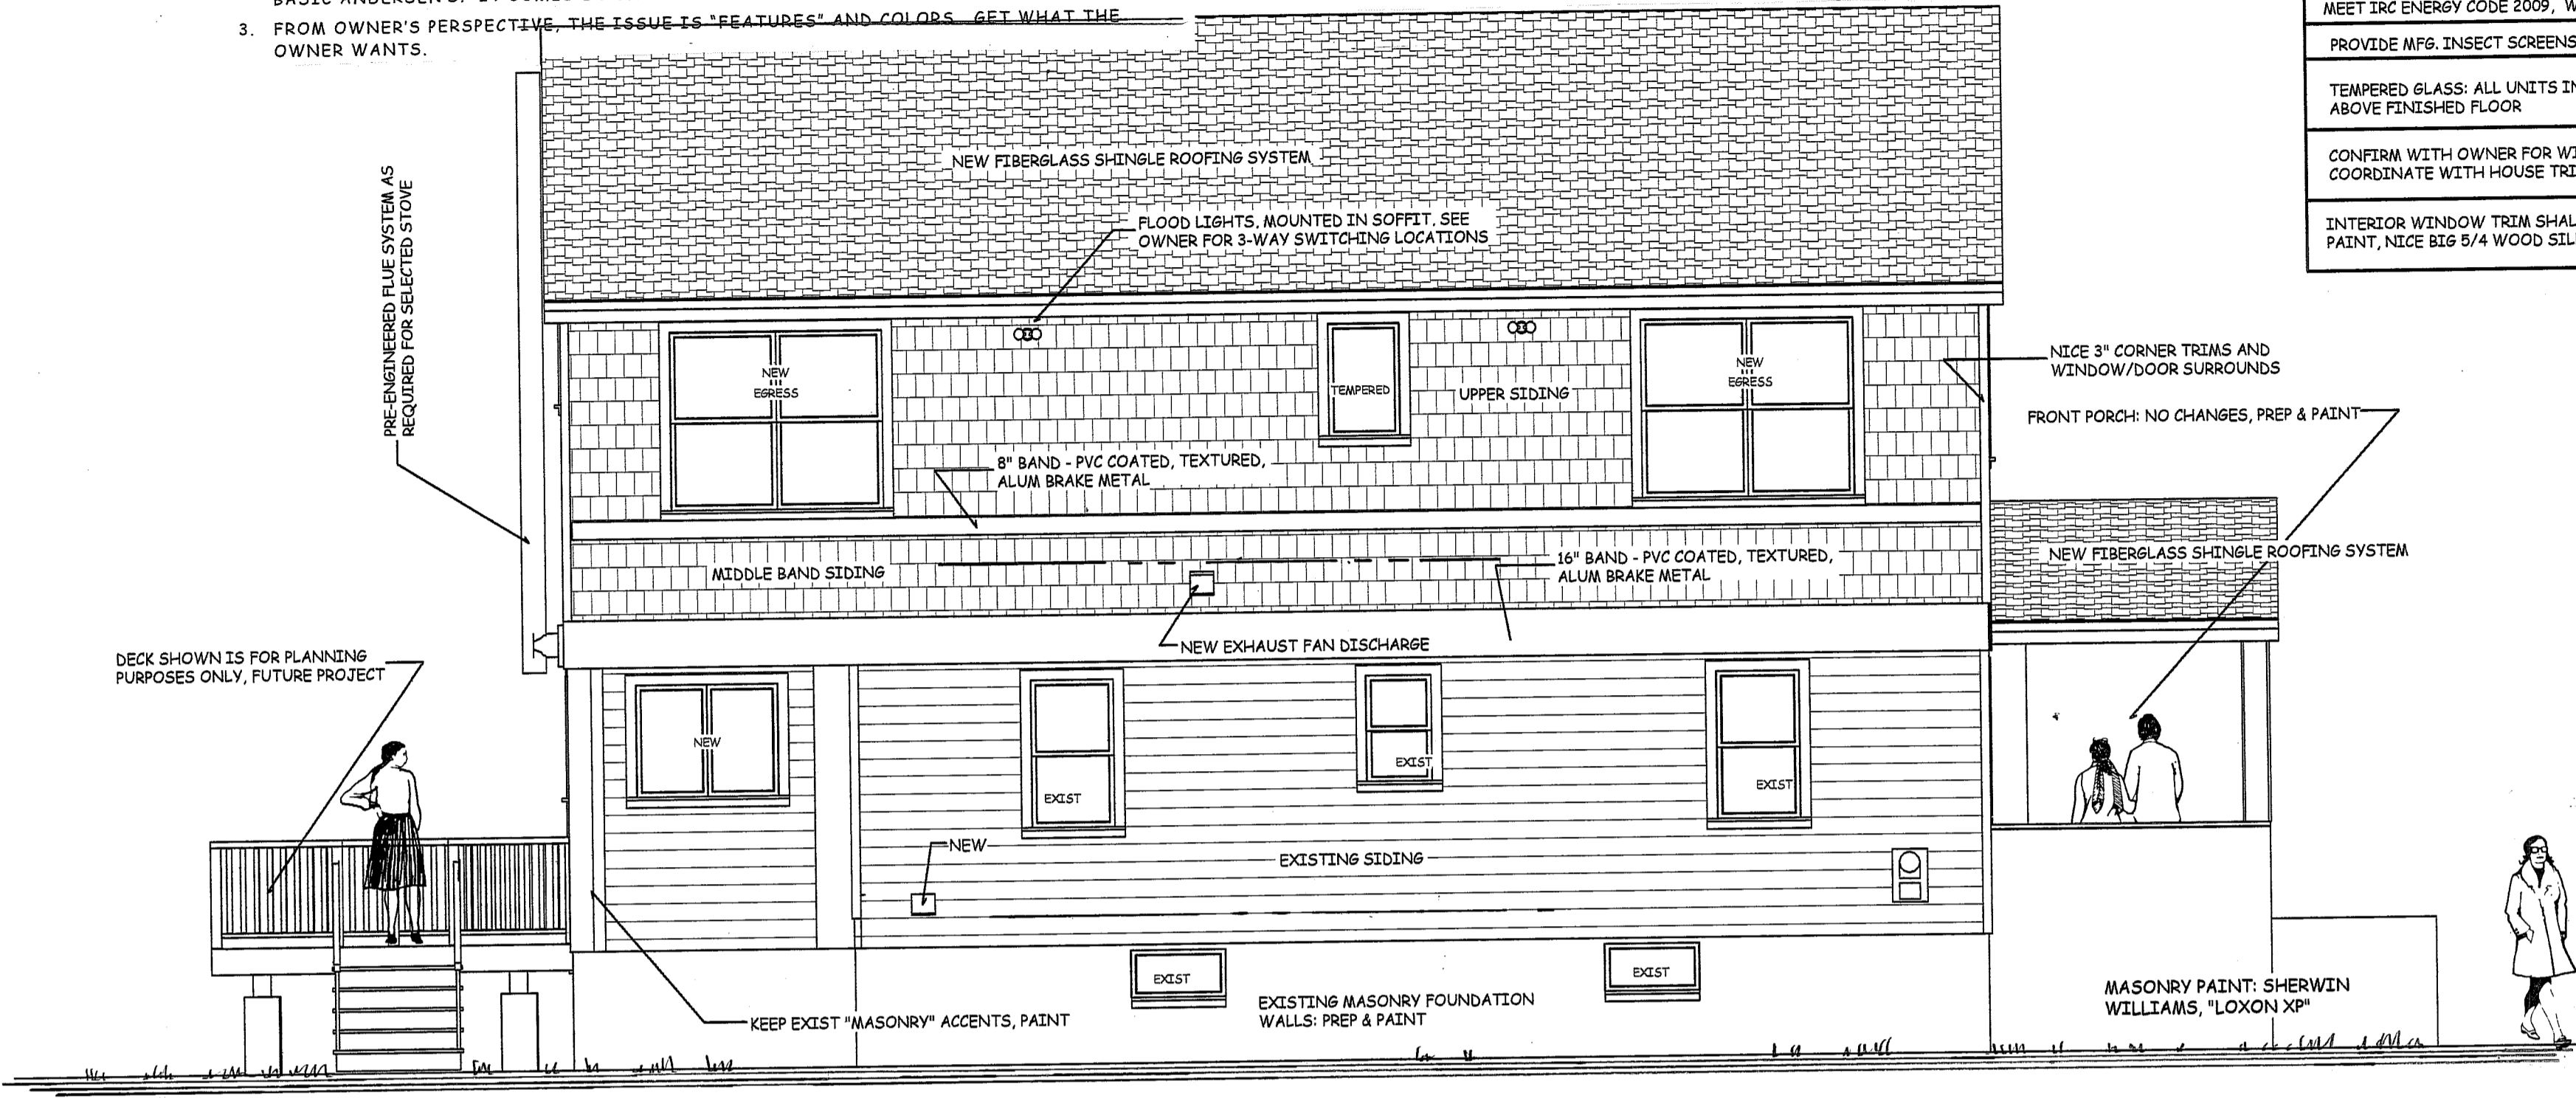 3. FROM OWNER'S PERSPECTIVE, THE ISSUE IS "FEATURES" AND COLORS. GET WHAT THE
OWNER WANTS.
MEET IRC ENERGY CODE 2009,
PROVIDE MFG. INSECT SCREENS
TEMPERED GLASS: ALL UNITS
ABOVE FINISHED FLOOR
CONFIRM WITH OWNER FOR
COORDINATE WITH HOUSE
INTERIOR WINDOW TRIM
PAINT, NICE BIG 5/4 WOOD
PRE-ENGINEERED FLUE SYSTEM AS
REQUIRED FOR SELECTED STOVE
NEW FIBERGLASS SHINGLE ROOFING SYSTEM
FLOOD LIGHTS, MOUNTED IN SOFFIT, SEE
OWNER FOR 3-WAY SWITCHING LOCATIONS
NEW
EGRESS
TEMPERED
UPPER SIDING
NEW
EGRESS
NICE 3" CORNER TRIMS AND
WINDOW/DOOR SURROUNDS
FRONT PORCH: NO CHANGES, PREP & PAINT
8" BAND - PVC COATED, TEXTURED,
ALUM BRAKE METAL
MIDDLE BAND SIDING
16" BAND - PVC COATED, TEXTURED,
ALUM BRAKE METAL
NEW FIBERGLASS SHINGLE ROOFING SYSTEM
NEW EXHAUST FAN DISCHARGE
DECK SHOWN IS FOR PLANNING
PURPOSES ONLY, FUTURE PROJECT
NEW
EXIST
EXIST
EXIST
NEW
EXISTING SIDING
EXIST
EXIST
KEEP EXIST "MASONRY" ACCENTS, PAINT
EXISTING MASONRY FOUNDATION
WALLS: PREP & PAINT
MASONRY PAINT: SHERWIN
WILLIAMS, "LOXON XP"